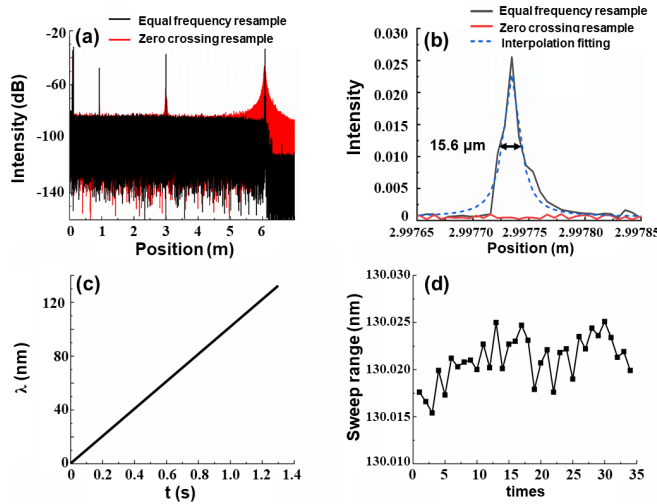 (a)
Equal frequency resample
Zero crossing resample
Intensity (dB)
-20
-60
-100
-140
0 1 2 3 4 5 6
Position (m)
(b)
Equal frequency resample
Zero crossing resample
Interpolation fitting
Intensity
0.030
0.025
0.020
0.015
0.010
0.005
0.000
15.6 μm
2.99765 2.99770 2.99775 2.99780 2.99785
Position (m)
(c)
λ (nm)
120
80
40
0
0 0.2 0.4 0.6 0.8 1.0 1.2 1.4
t (s)
(d)
Sweep range (nm)
130.030
130.025
130.020
130.015
130.010
0 5 10 15 20 25 30 35
times